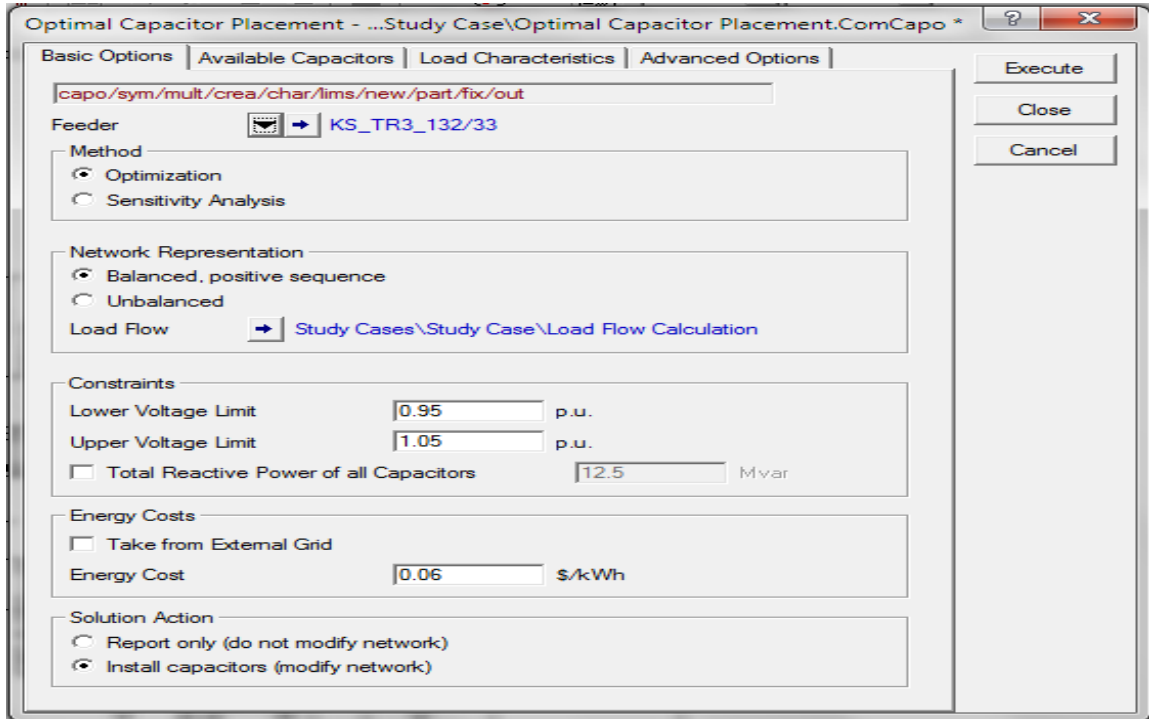 Optimal Capacitor Placement - ...Study Case\Optimal Capacitor Placement.ComCapo *
Basic Options Available Capacitors Load Characteristics Advanced Options
Execute
Close
Cancel
capo/sym/mult/crea/char/lims/new/part/fix/out
Feeder KS_TR3_132/33
Method
Optimization
Sensitivity Analysis
Network Representation
Balanced, positive sequence
Unbalanced
Load Flow Study Cases\Study Case\Load Flow Calculation
Constraints
Lower Voltage Limit 0.95 p.u.
Upper Voltage Limit 1.05 p.u.
Total Reactive Power of all Capacitors 12.5 Mvar
Energy Costs
Take from External Grid
Energy Cost 0.06 $/kWh
Solution Action
Report only (do not modify network)
Install capacitors (modify network)